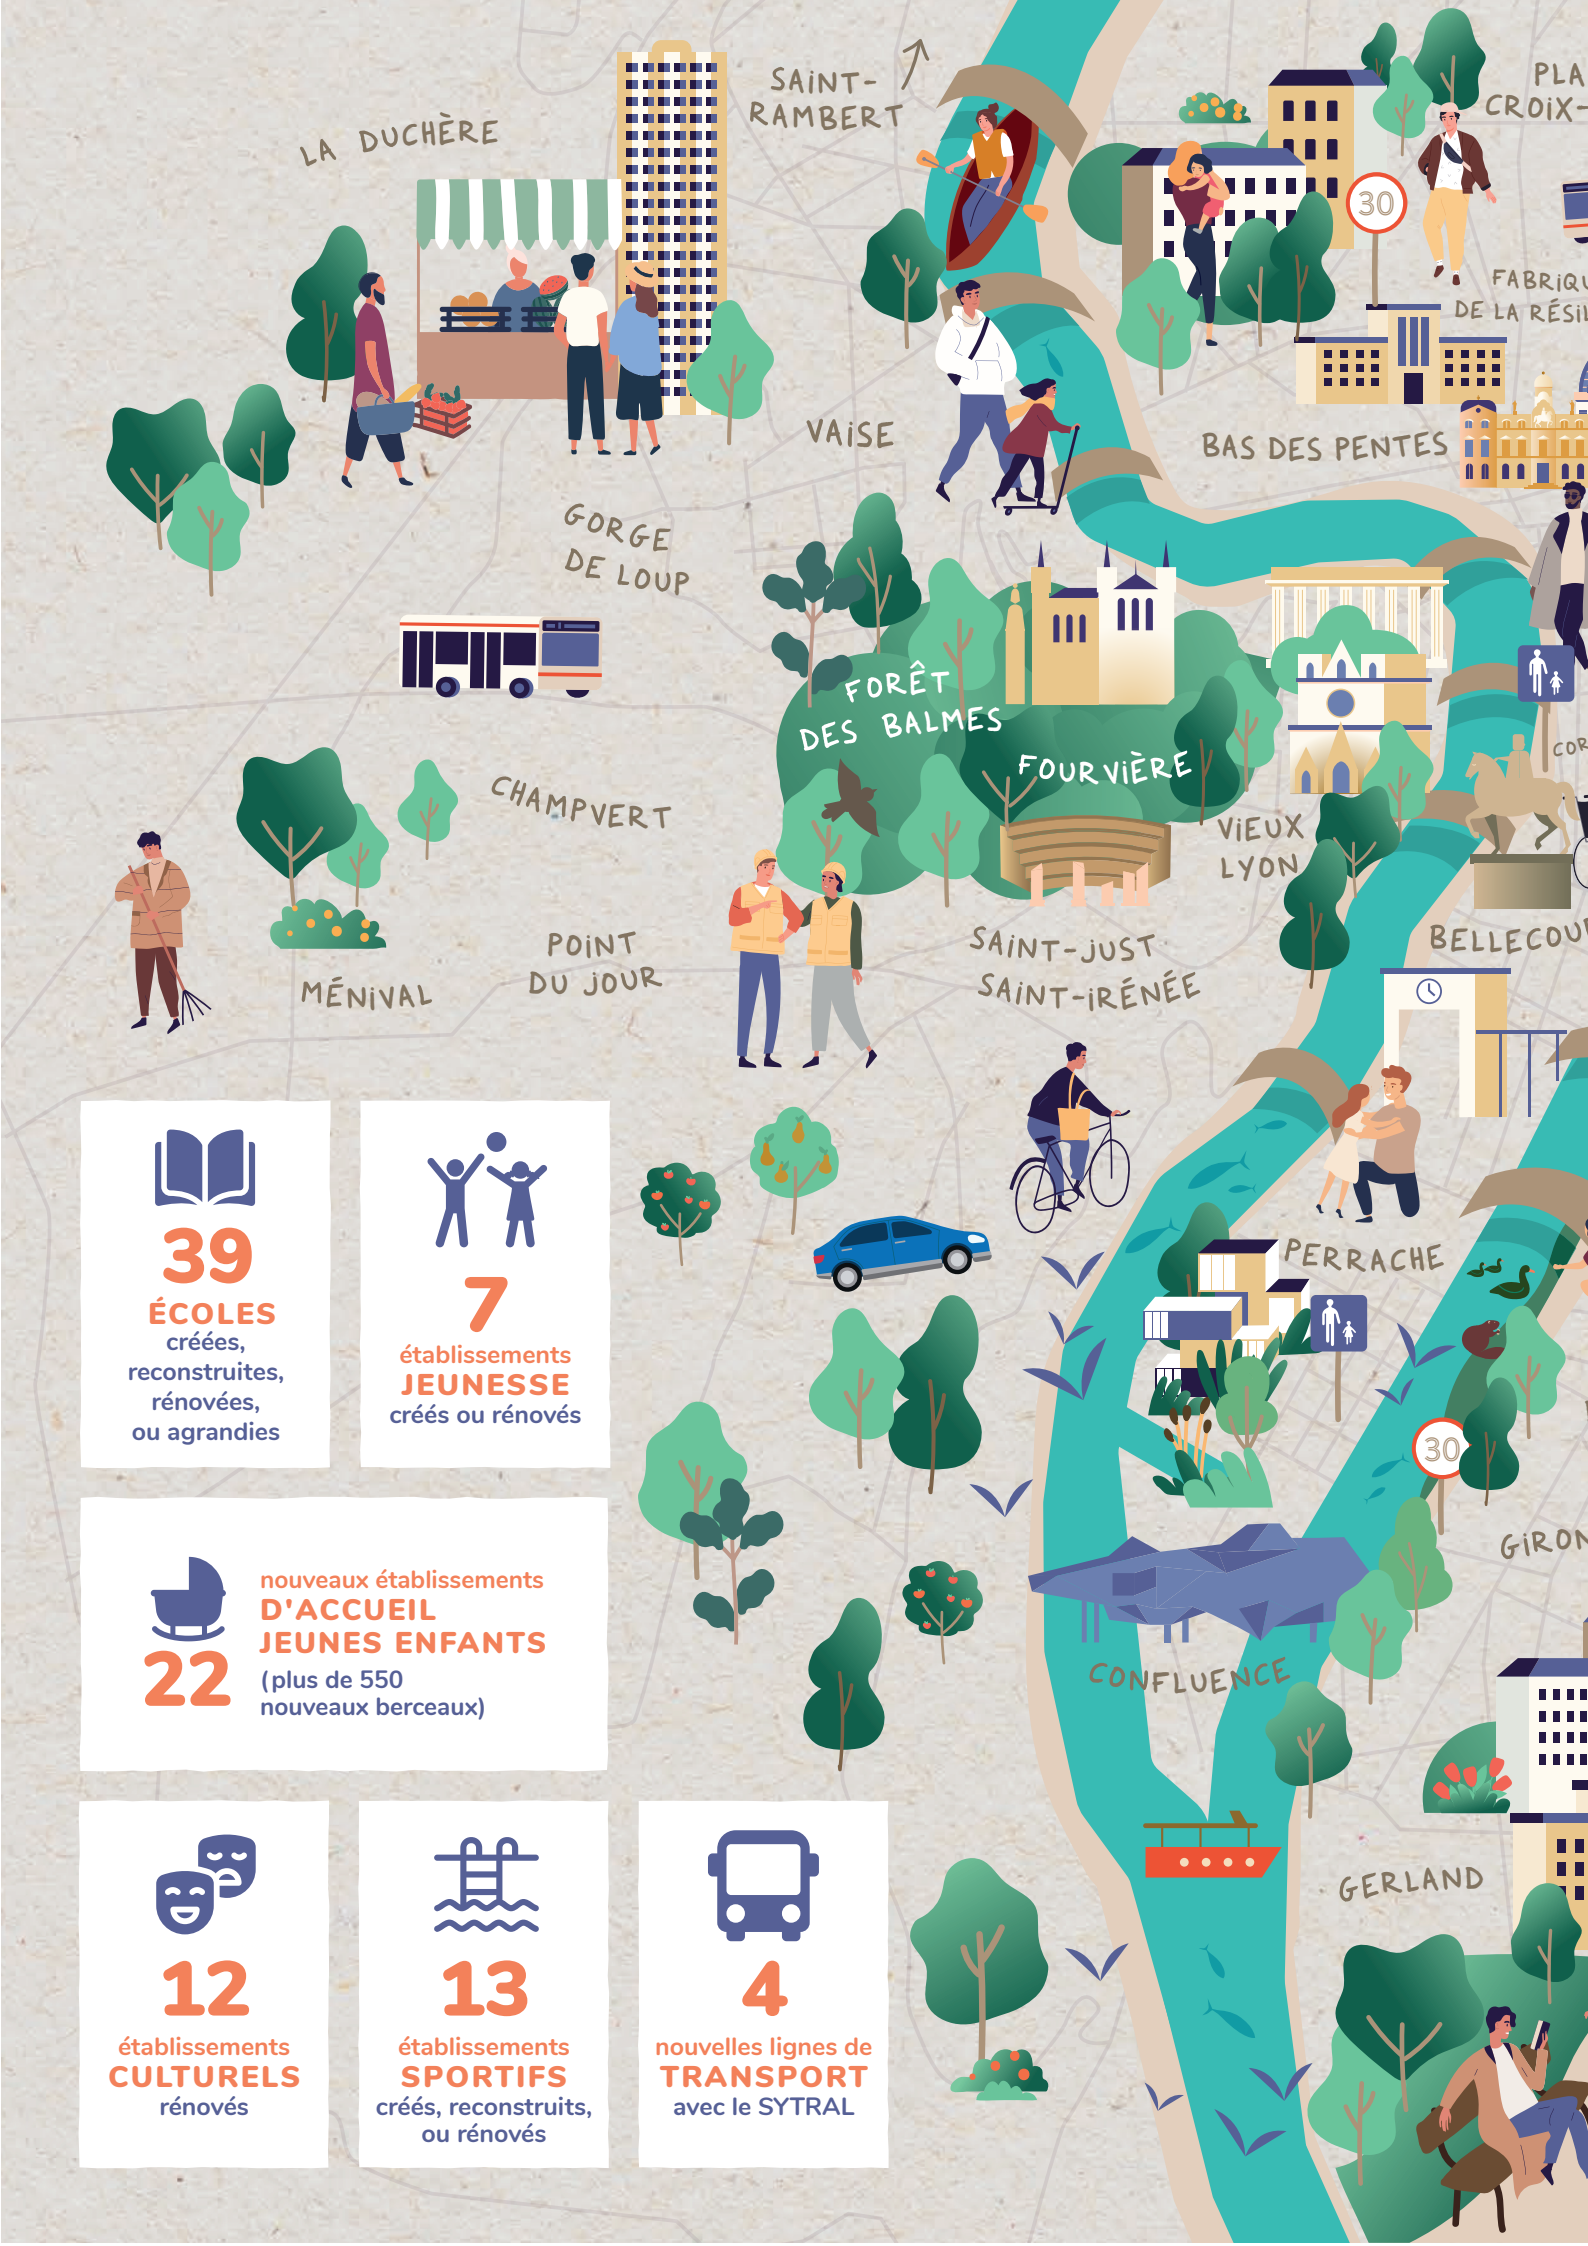 SAINT-
RAMBERT
LA DUCHÈRE
PLA
CROIX-
30
FABRIQU
DE LA RÉSIL
VAISE
BAS DES PENTES
GORGE
DE LOUP
FORÊT
DES BALMES
FOURVIÈRE
COR
CHAMPVERT
VIEUX
LYON
POINT
DU JOUR
MÉNIVAL
SAINT-JUST
SAINT-IRÉNÉE
BELLECOU
PERRACHE
30
GIRON
CONFLUENCE
GERLAND
39
ÉCOLES
créées,
reconstruites,
rénovées,
ou agrandies
7
établissements
JEUNESSE
créés ou rénovés
22
nouveaux établissements
D'ACCUEIL
JEUNES ENFANTS
(plus de 550
nouveaux berceaux)
12
établissements
CULTURELS
rénovés
13
établissements
SPORTIFS
créés, reconstruits,
ou rénovés
4
nouvelles lignes de
TRANSPORT
avec le SYTRAL